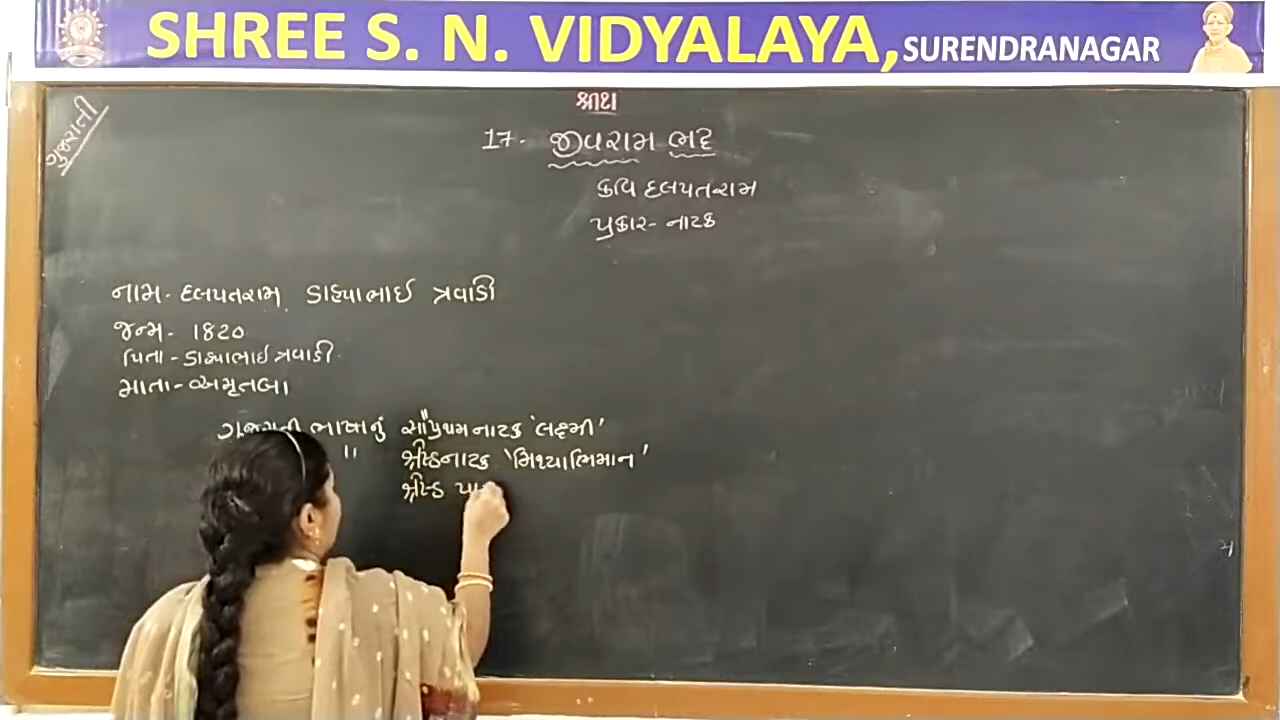 SHREE S. N. VIDYALAYA, SURENDRANAGAR
ગુજરાતી
17. જીવરામ ભટ્ટ
કવિ દલપતરામ
પ્રકાર - નાટક
નામ - દલપતરામ ડાહ્યાભાઈ ત્રવાડી
જન્મ - 1820
પિતા - ડાહ્યાભાઈ ત્રવાડી.
માતા - અમૃતબા
ભાષાનું સૌપ્રથમ નાટક 'લક્ષ્મી'
" શ્રેષ્ઠ નાટક 'મિથ્યાભિમાન'
શ્રેષ્ઠ